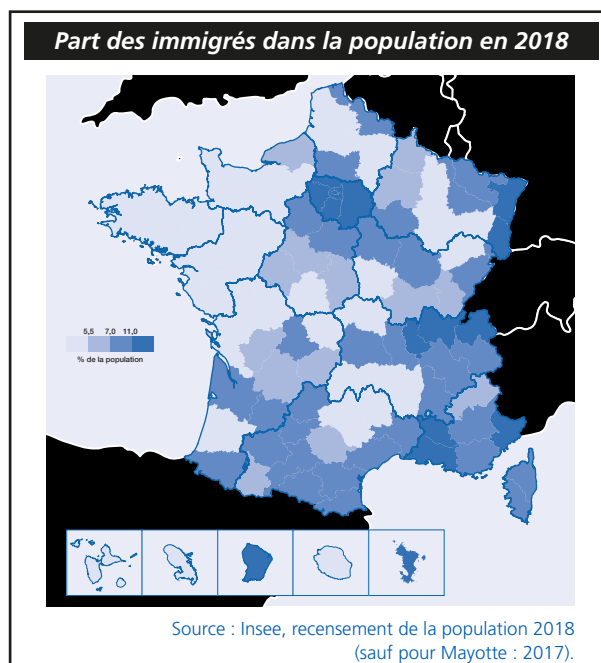 Part des immigrés dans la population en 2018
5,5 7,0 11,0
% de la population
Source : Insee, recensement de la population 2018
(sauf pour Mayotte : 2017).